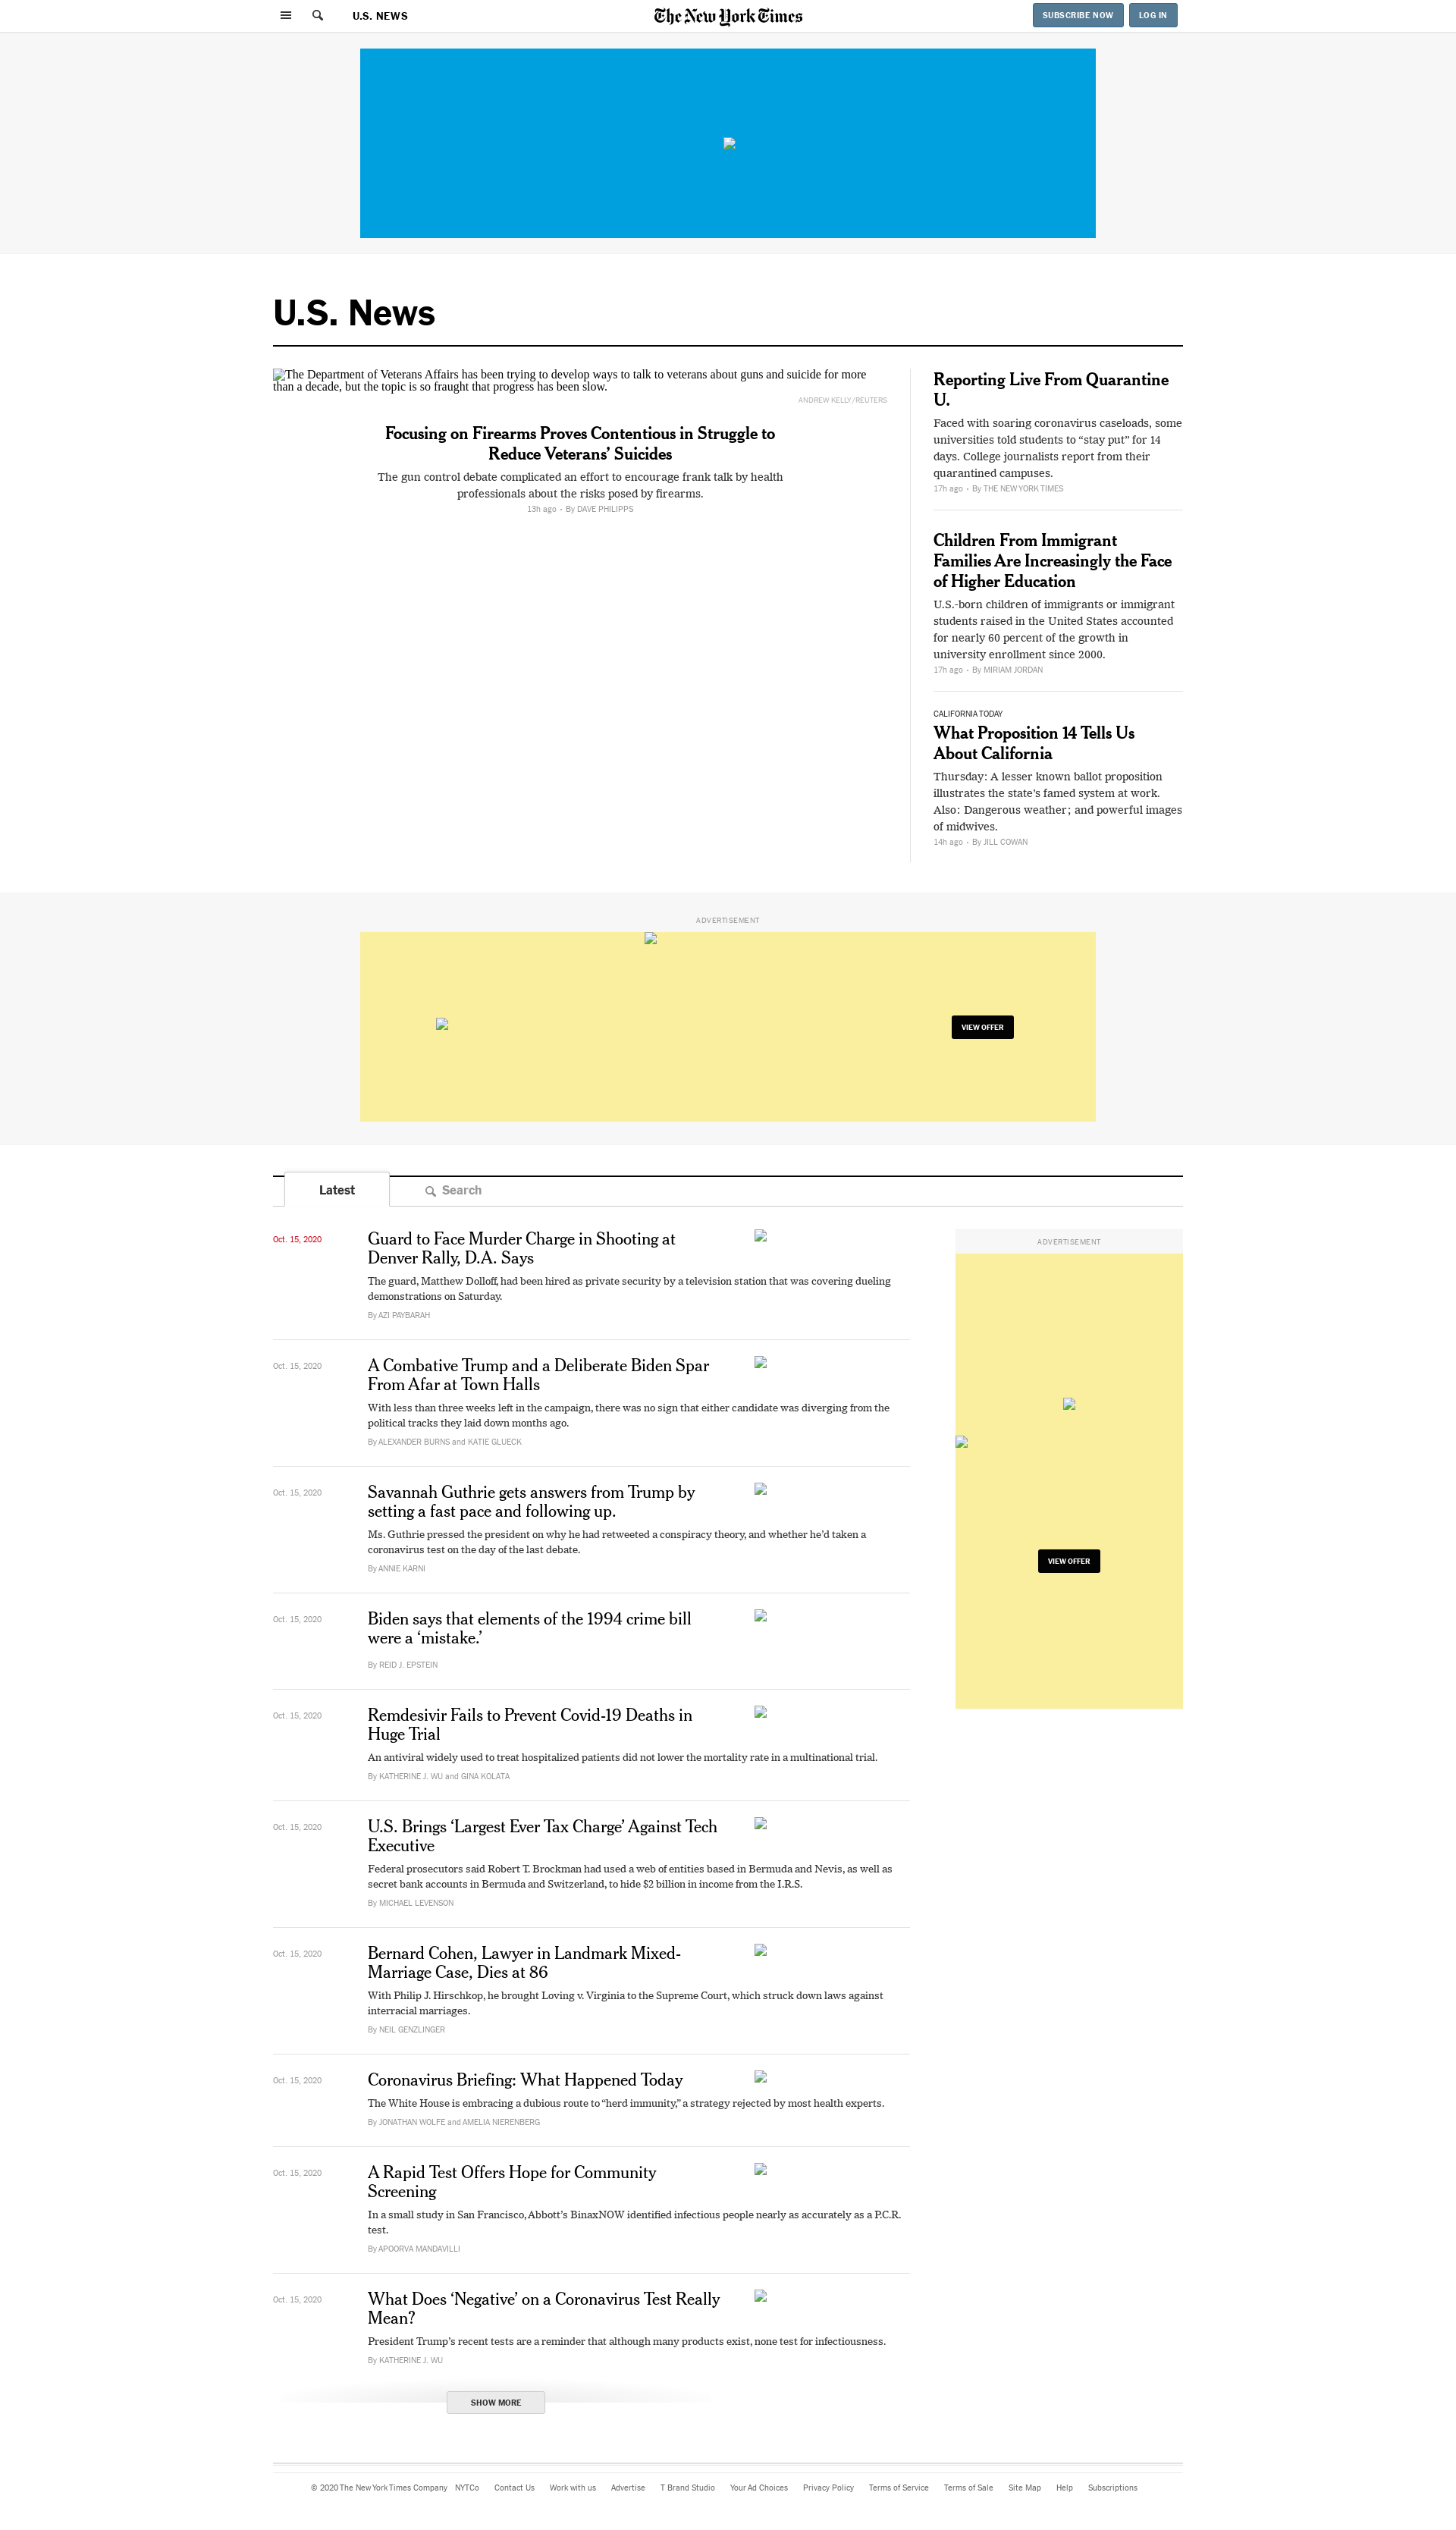 U.S. NEWS
The New York Times
SUBSCRIBE NOW
LOG IN
U.S. News
The Department of Veterans Affairs has been trying to develop ways to talk to veterans about guns and suicide for more
than a decade, but the topic is so fraught that progress has been slow.
ANDREW KELLY/REUTERS
Focusing on Firearms Proves Contentious in Struggle to
Reduce Veterans’ Suicides
The gun control debate complicated an effort to encourage frank talk by health
professionals about the risks posed by firearms.
13h ago • By DAVE PHILIPPS
Reporting Live From Quarantine
U.
Faced with soaring coronavirus caseloads, some
universities told students to “stay put” for 14
days. College journalists report from their
quarantined campuses.
17h ago • By THE NEW YORK TIMES
Children From Immigrant
Families Are Increasingly the Face
of Higher Education
U.S.-born children of immigrants or immigrant
students raised in the United States accounted
for nearly 60 percent of the growth in
university enrollment since 2000.
17h ago • By MIRIAM JORDAN
CALIFORNIA TODAY
What Proposition 14 Tells Us
About California
Thursday: A lesser known ballot proposition
illustrates the state’s famed system at work.
Also: Dangerous weather; and powerful images
of midwives.
14h ago • By JILL COWAN
ADVERTISEMENT
VIEW OFFER
Latest
Search
Oct. 15, 2020
Guard to Face Murder Charge in Shooting at
Denver Rally, D.A. Says
The guard, Matthew Dolloff, had been hired as private security by a television station that was covering dueling
demonstrations on Saturday.
By AZI PAYBARAH
Oct. 15, 2020
A Combative Trump and a Deliberate Biden Spar
From Afar at Town Halls
With less than three weeks left in the campaign, there was no sign that either candidate was diverging from the
political tracks they laid down months ago.
By ALEXANDER BURNS and KATIE GLUECK
Oct. 15, 2020
Savannah Guthrie gets answers from Trump by
setting a fast pace and following up.
Ms. Guthrie pressed the president on why he had retweeted a conspiracy theory, and whether he’d taken a
coronavirus test on the day of the last debate.
By ANNIE KARNI
Oct. 15, 2020
Biden says that elements of the 1994 crime bill
were a ‘mistake.’
By REID J. EPSTEIN
Oct. 15, 2020
Remdesivir Fails to Prevent Covid-19 Deaths in
Huge Trial
An antiviral widely used to treat hospitalized patients did not lower the mortality rate in a multinational trial.
By KATHERINE J. WU and GINA KOLATA
Oct. 15, 2020
U.S. Brings ‘Largest Ever Tax Charge’ Against Tech
Executive
Federal prosecutors said Robert T. Brockman had used a web of entities based in Bermuda and Nevis, as well as
secret bank accounts in Bermuda and Switzerland, to hide $2 billion in income from the I.R.S.
By MICHAEL LEVENSON
Oct. 15, 2020
Bernard Cohen, Lawyer in Landmark Mixed-
Marriage Case, Dies at 86
With Philip J. Hirschkop, he brought Loving v. Virginia to the Supreme Court, which struck down laws against
interracial marriages.
By NEIL GENZLINGER
Oct. 15, 2020
Coronavirus Briefing: What Happened Today
The White House is embracing a dubious route to “herd immunity,” a strategy rejected by most health experts.
By JONATHAN WOLFE and AMELIA NIERENBERG
Oct. 15, 2020
A Rapid Test Offers Hope for Community
Screening
In a small study in San Francisco, Abbott’s BinaxNOW identified infectious people nearly as accurately as a P.C.R.
test.
By APOORVA MANDAVILLI
Oct. 15, 2020
What Does ‘Negative’ on a Coronavirus Test Really
Mean?
President Trump’s recent tests are a reminder that although many products exist, none test for infectiousness.
By KATHERINE J. WU
SHOW MORE
ADVERTISEMENT
VIEW OFFER
© 2020 The New York Times Company NYTCo Contact Us Work with us Advertise T Brand Studio Your Ad Choices Privacy Policy Terms of Service Terms of Sale Site Map Help Subscriptions